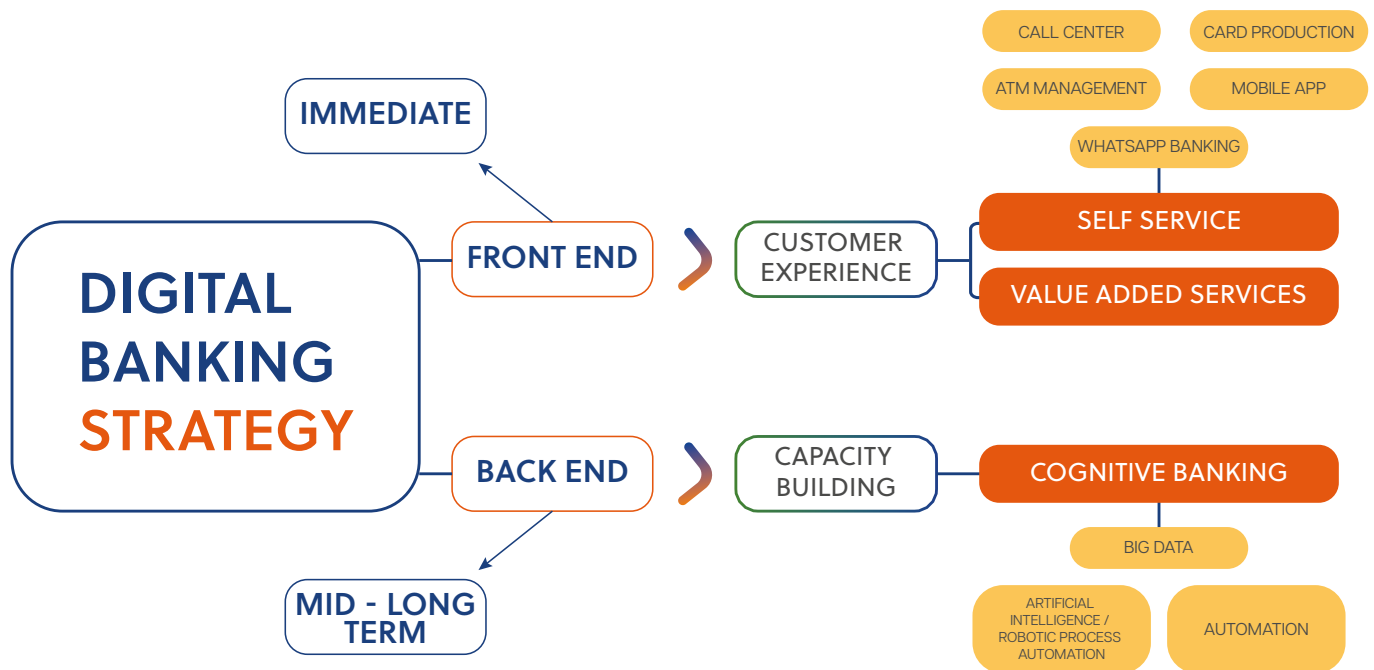 CALL CENTER
CARD PRODUCTION
ATM MANAGEMENT
MOBILE APP
WHATSAPP BANKING
IMMEDIATE
DIGITAL
BANKING
STRATEGY
FRONT END
CUSTOMER
EXPERIENCE
SELF SERVICE
VALUE ADDED SERVICES
BACK END
CAPACITY
BUILDING
COGNITIVE BANKING
BIG DATA
MID - LONG
TERM
ARTIFICIAL
INTELLIGENCE /
ROBOTIC PROCESS
AUTOMATION
AUTOMATION